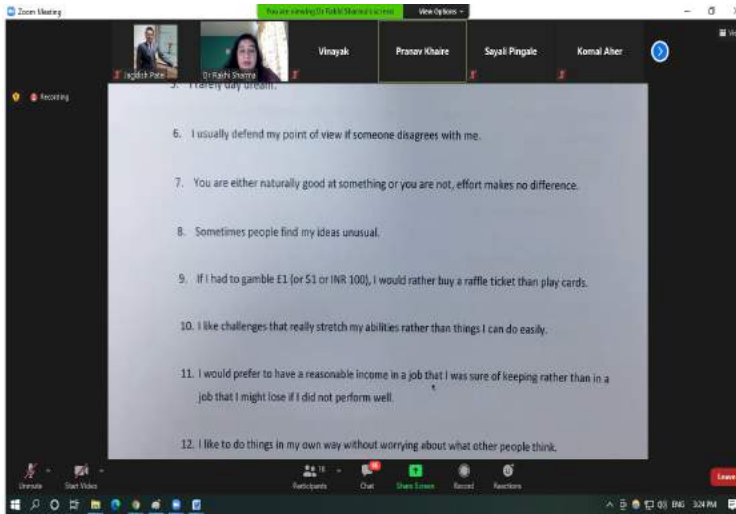 Zoom Meeting
You are viewing Dr Rakhi Sharma's screen
View Options
Jagdish Patel
Dr Rakhi Sharma
Vinayak
Pranav Khaire
Sayali Pingale
Komal Aher
Recording
5. I rarely day dream.
6. I usually defend my point of view if someone disagrees with me.
7. You are either naturally good at something or you are not, effort makes no difference.
8. Sometimes people find my ideas unusual.
9. If I had to gamble £1 (or $1 or INR 100), I would rather buy a raffle ticket than play cards.
10. I like challenges that really stretch my abilities rather than things I can do easily.
11. I would prefer to have a reasonable income in a job that I was sure of keeping rather than in a
job that I might lose if I did not perform well.
12. I like to do things in my own way without worrying about what other people think.
Unmute
Start Video
Participants
Chat
Share Screen
Record
Reactions
Leave
ENG
3:24 PM